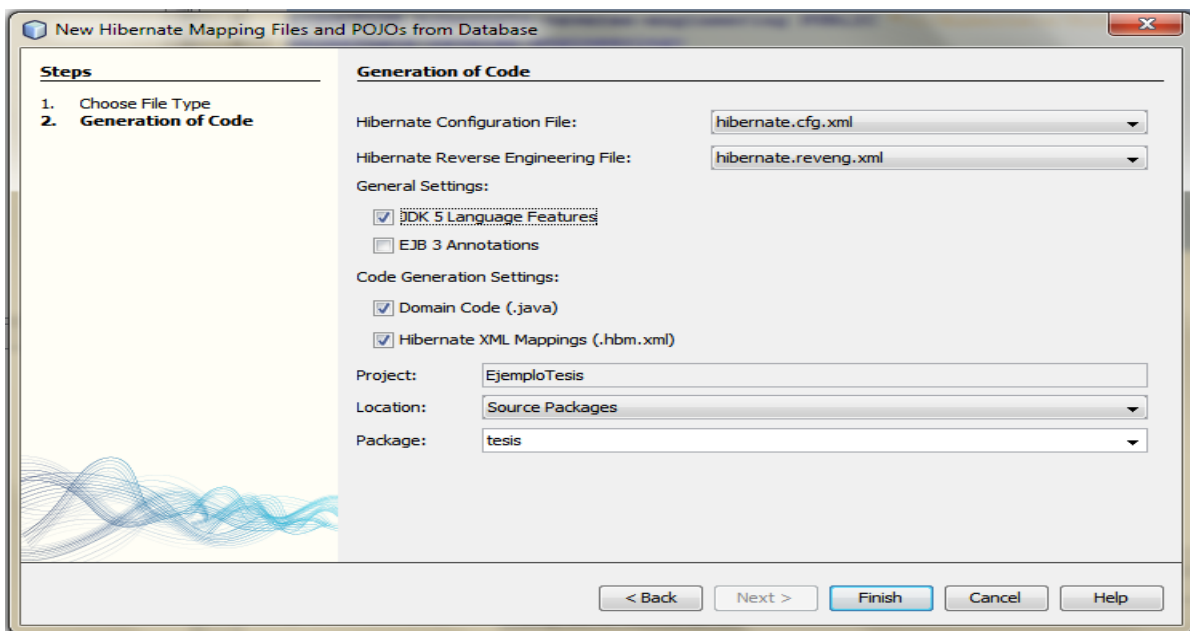 New Hibernate Mapping Files and POJOs from Database
Steps
1. Choose File Type
2. Generation of Code
Generation of Code
Hibernate Configuration File: hibernate.cfg.xml
Hibernate Reverse Engineering File: hibernate.reveng.xml
General Settings:
JDK 5 Language Features
EJB 3 Annotations
Code Generation Settings:
Domain Code (.java)
Hibernate XML Mappings (.hbm.xml)
Project: EjemploTesis
Location: Source Packages
Package: tesis
< Back Next > Finish Cancel Help